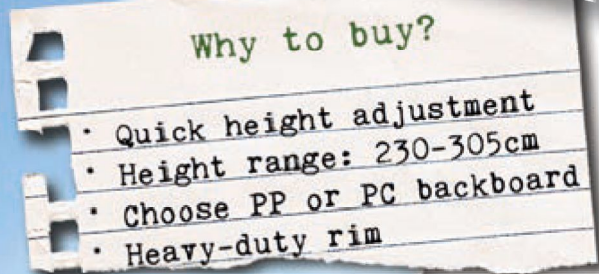 Why to buy?
· Quick height adjustment
· Height range: 230-305cm
· Choose PP or PC backboard
· Heavy-duty rim